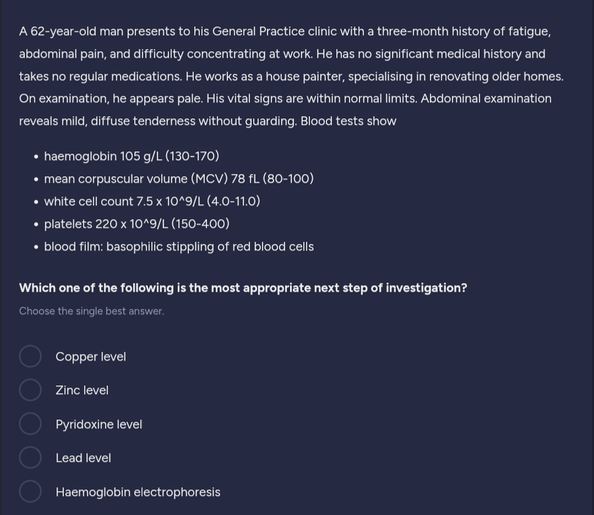 A 62-year-old man presents to his General Practice clinic with a three-month history of fatigue,
abdominal pain, and difficulty concentrating at work. He has no significant medical history and
takes no regular medications. He works as a house painter, specialising in renovating older homes.
On examination, he appears pale. His vital signs are within normal limits. Abdominal examination
reveals mild, diffuse tenderness without guarding. Blood tests show
• haemoglobin 105 g/L (130-170)
• mean corpuscular volume (MCV) 78 fL (80-100)
• white cell count 7.5 x 10^9/L (4.0-11.0)
• platelets 220 x 10^9/L (150-400)
• blood film: basophilic stippling of red blood cells
Which one of the following is the most appropriate next step of investigation?
Choose the single best answer.
Copper level
Zinc level
Pyridoxine level
Lead level
Haemoglobin electrophoresis